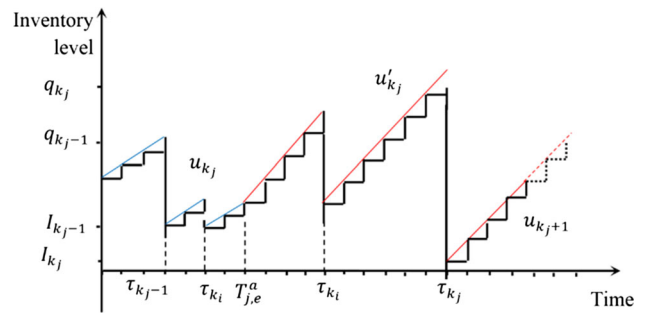 Inventory
level
q_{k_j}
q_{k_j-1}
I_{k_j-1}
I_{k_j}
u_{k_j}
u'_{k_j}
u_{k_j+1}
τ_{k_j-1} τ_{k_i} T^a_{j,e} τ_{k_i} τ_{k_j}
Time